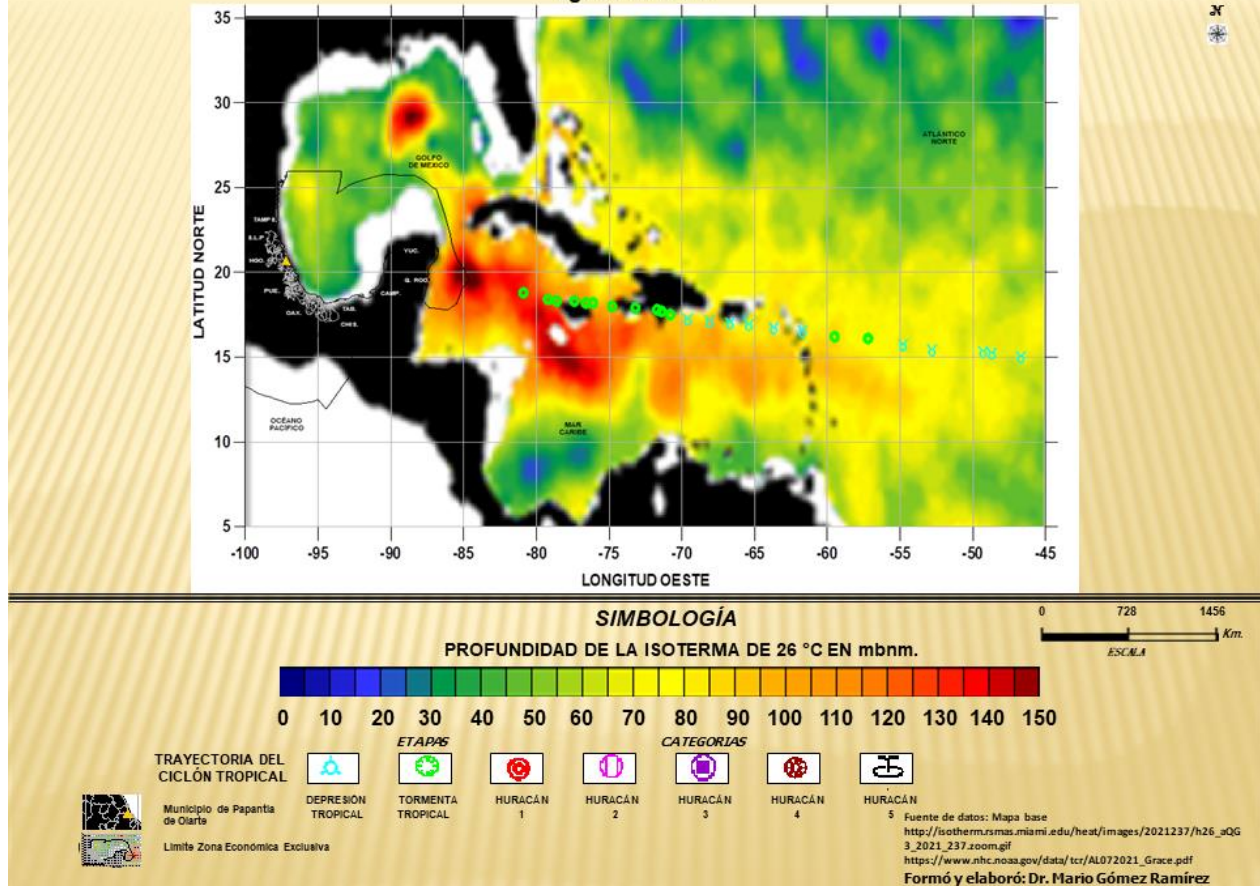 35
30
25
20
15
10
5
LATITUD NORTE
-100 -95 -90 -85 -80 -75 -70 -65 -60 -55 -50 -45
LONGITUD OESTE
ATLÁNTICO
NORTE
GOLFO
DE MÉXICO
TAMPS.
S.L.P
HGO.
PUE.
OAX.
TAB.
CHIS.
CAMP.
YUC.
Q. ROO.
OCÉANO
PACÍFICO
MAR
CARIBE
N
SIMBOLOGÍA
0 728 1456
Km.
ESCALA
PROFUNDIDAD DE LA ISOTERMA DE 26 °C EN mbnm.
0 10 20 30 40 50 60 70 80 90 100 110 120 130 140 150
ETAPAS CATEGORIAS
TRAYECTORIA DEL
CICLÓN TROPICAL
DEPRESIÓN
TROPICAL
TORMENTA
TROPICAL
HURACÁN
1
HURACÁN
2
HURACÁN
3
HURACÁN
4
HURACÁN
5
Municipio de Papantla
de Olarte
Limite Zona Económica Exclusiva
Fuente de datos: Mapa base
http://isotherm.rsmas.miami.edu/heat/images/2021237/h26_aQG
3_2021_237.zoom.gif
https://www.nhc.noaa.gov/data/tcr/AL072021_Grace.pdf
Formó y elaboró: Dr. Mario Gómez Ramírez